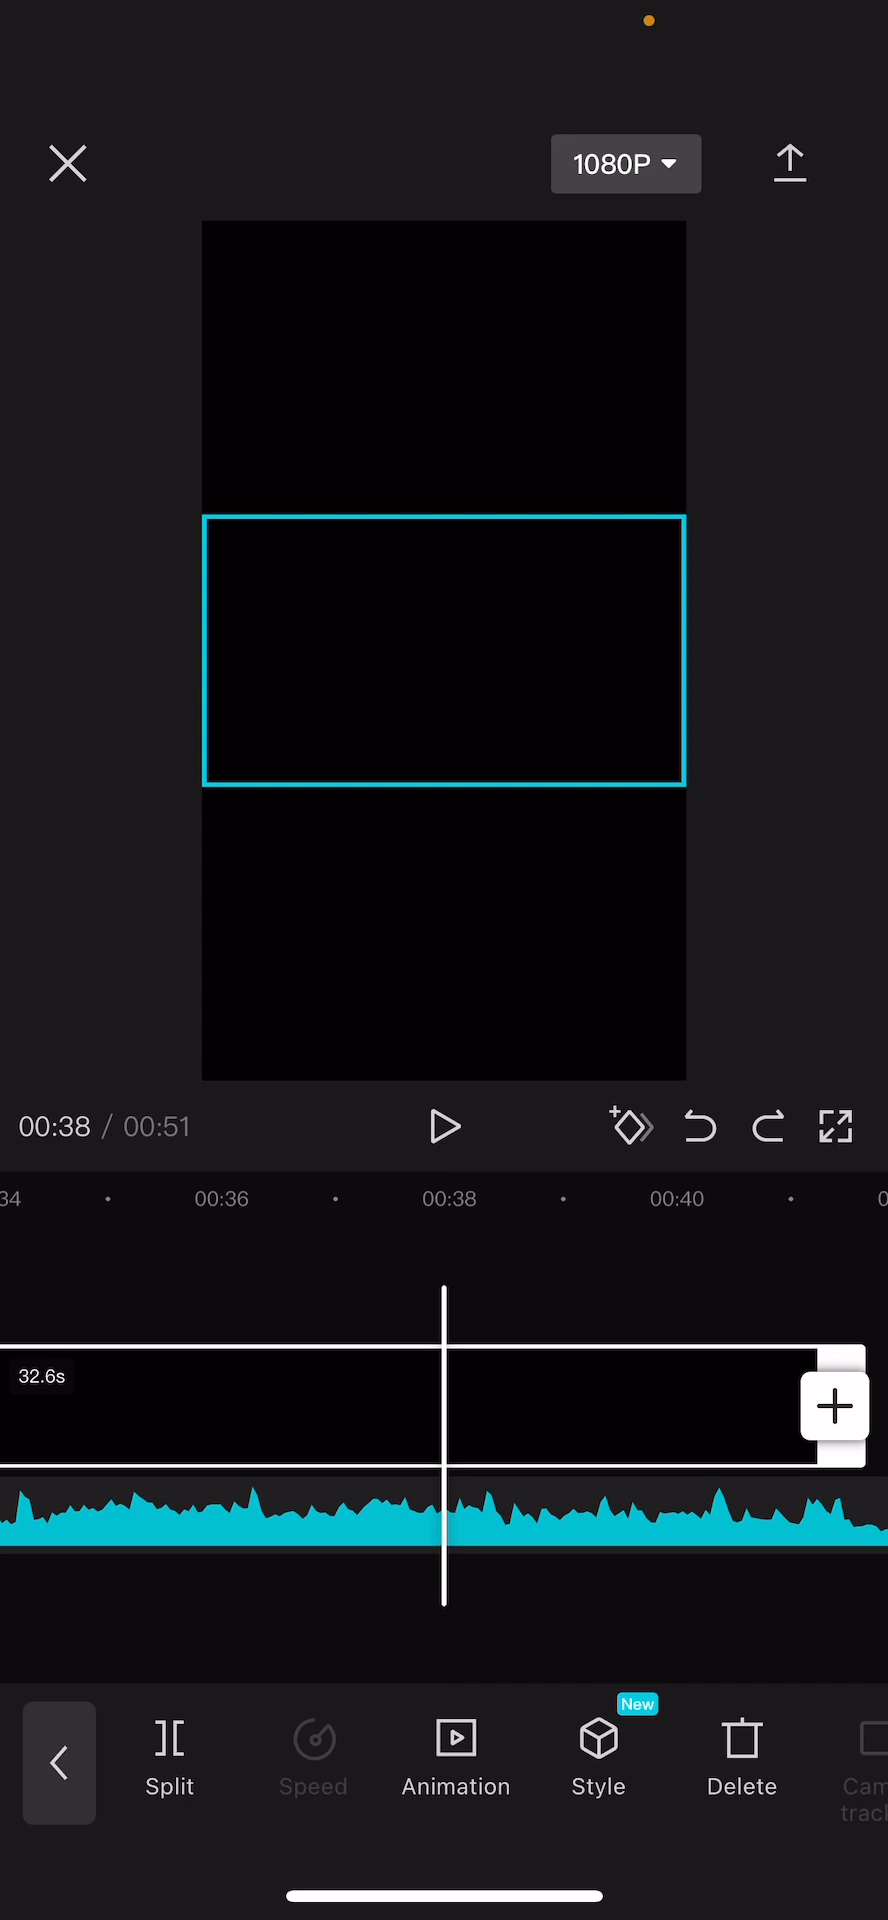 1080P
00:38 / 00:51
34 00:36 00:38 00:40 0
32.6s
New
Split Speed Animation Style Delete Cam
trac